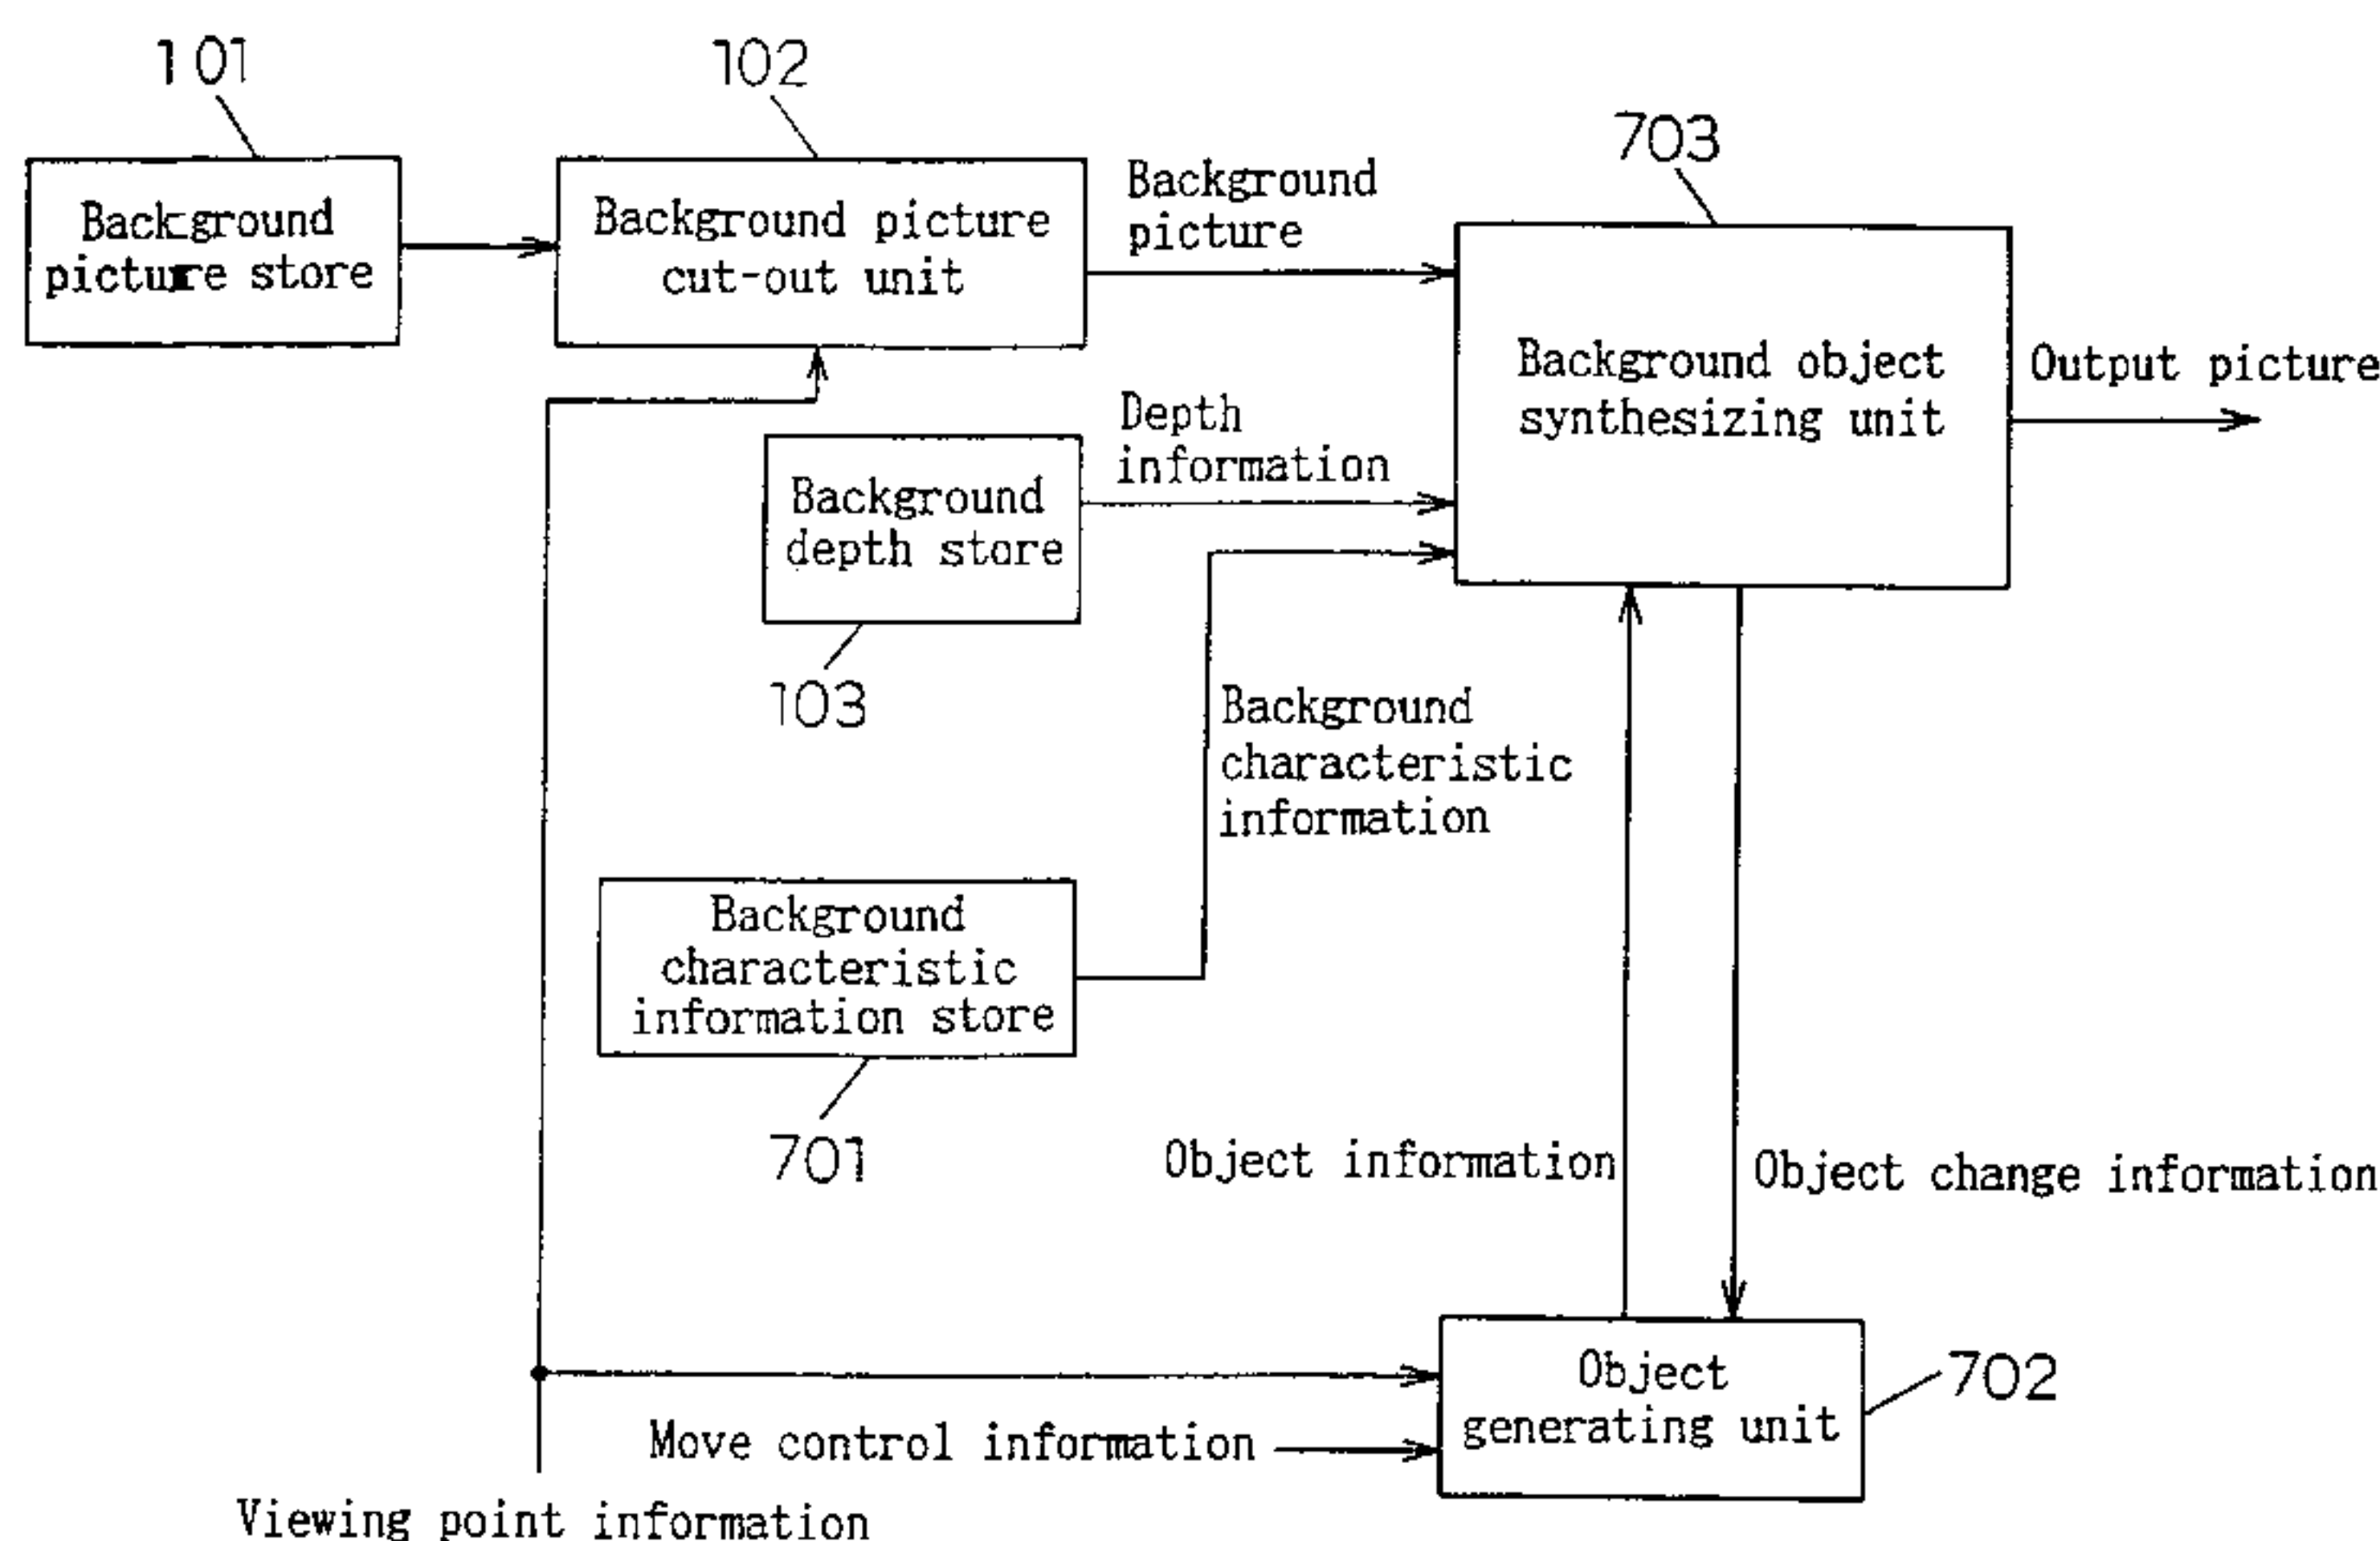 101
102
703
Background
picture store
Background picture
cut-out unit
Background
picture
Background object
synthesizing unit
Output picture
Depth
information
Background
depth store
103
Background
characteristic
information
Background
characteristic
information store
701
Object information
Object change information
Object
generating unit
702
Move control information
Viewing point information